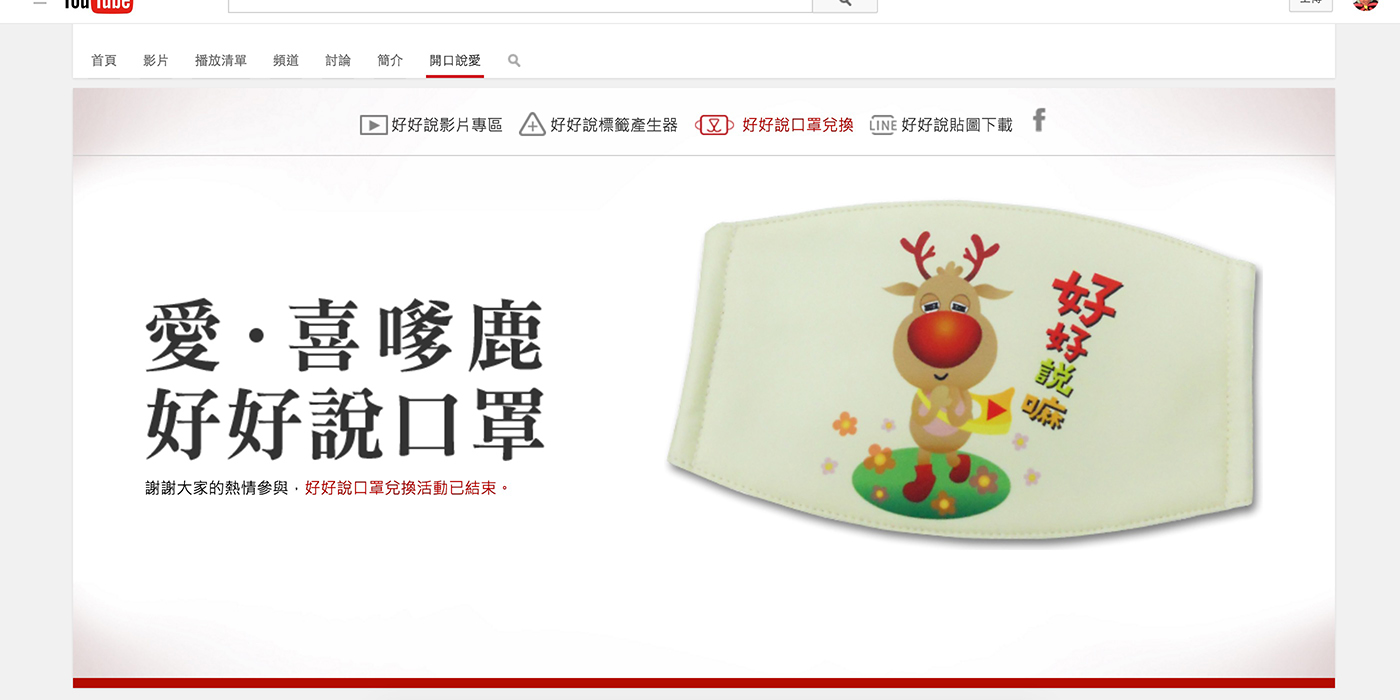 YouTube
上傳
首頁 影片 播放清單 頻道 討論 簡介 開口說愛
好好說影片專區 好好說標籤產生器 好好說口罩兌換 LINE 好好說貼圖下載 f
愛・喜嗲鹿
好好說口罩
謝謝大家的熱情參與，好好說口罩兌換活動已結束。
好好說嘛